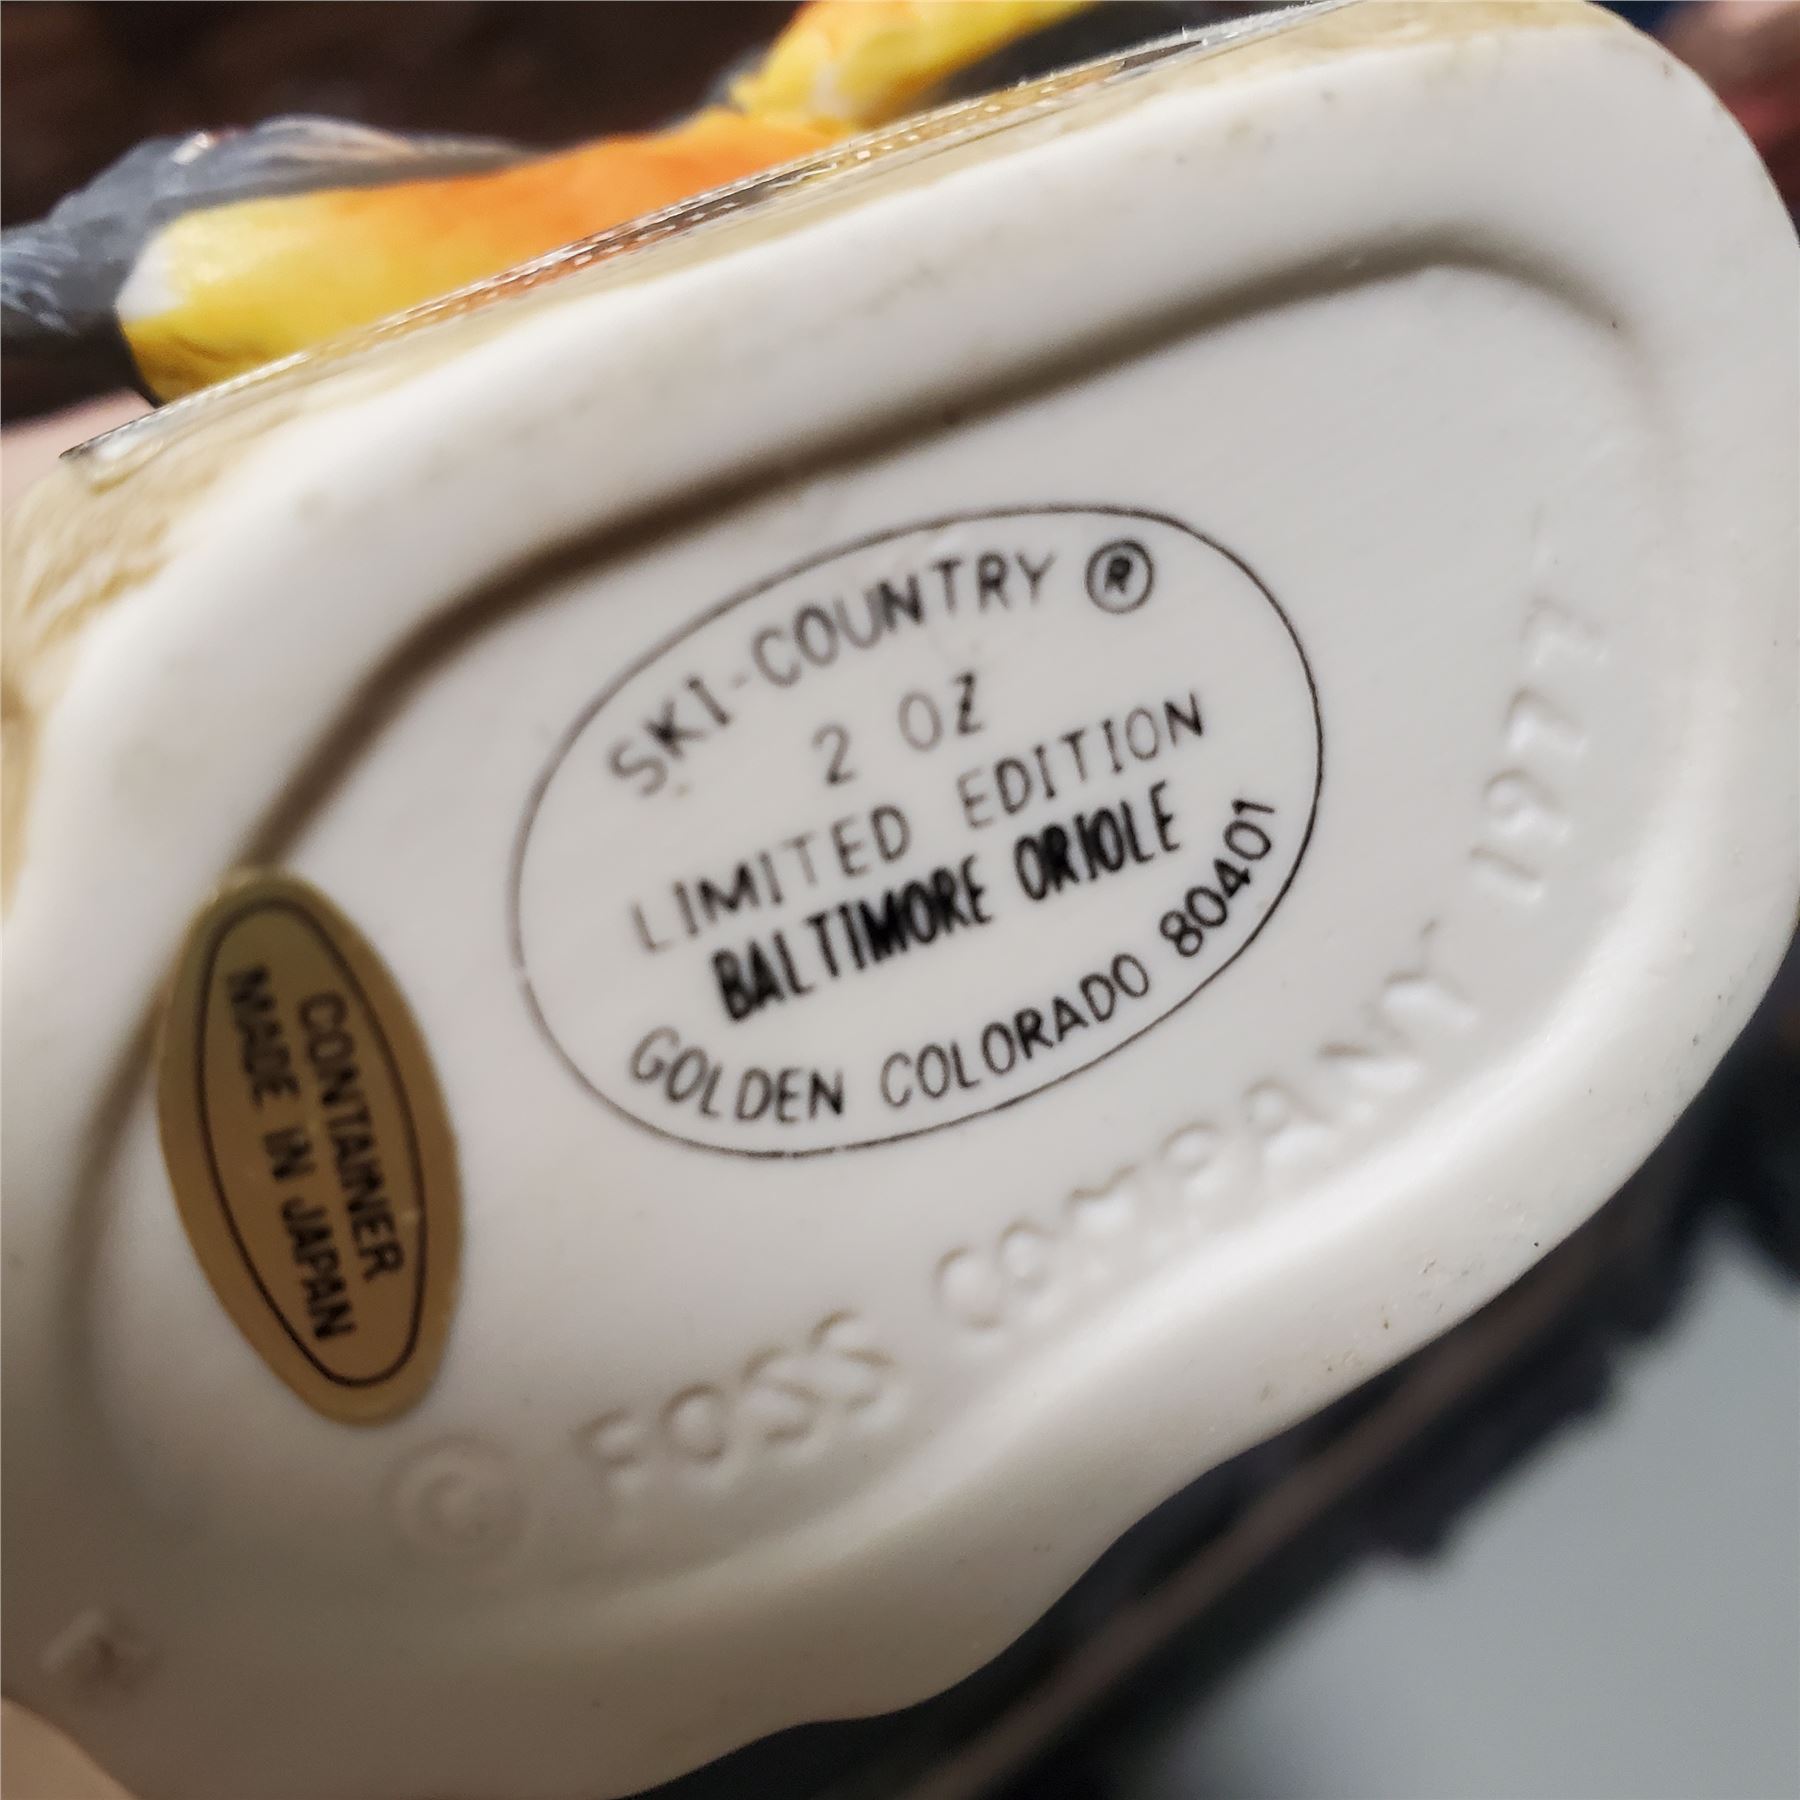 SKI-COUNTRY ®
2 OZ
LIMITED EDITION
BALTIMORE ORIOLE
GOLDEN COLORADO 80401
CONTAINER
MADE IN JAPAN
© FOSS COMPANY 1977